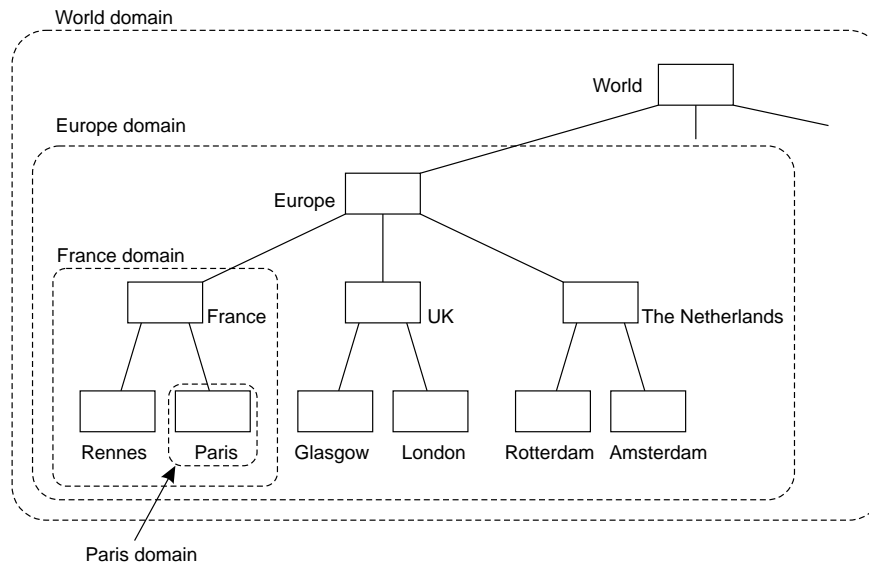 World domain
World
Europe domain
Europe
France domain
France
UK
The Netherlands
Rennes
Paris
Glasgow
London
Rotterdam
Amsterdam
Paris domain